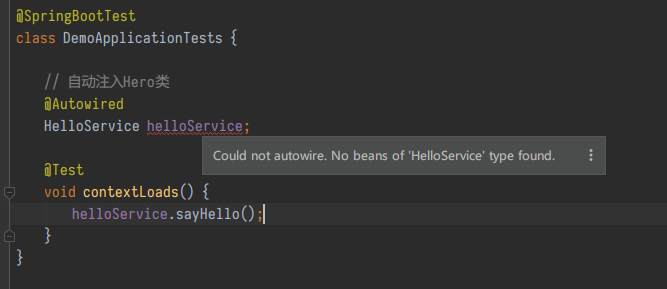 @SpringBootTest
class DemoApplicationTests {
// 自动注入Hero类
@Autowired
HelloService helloService;
Could not autowire. No beans of 'HelloService' type found.
@Test
void contextLoads() {
helloService.sayHello();
}
}